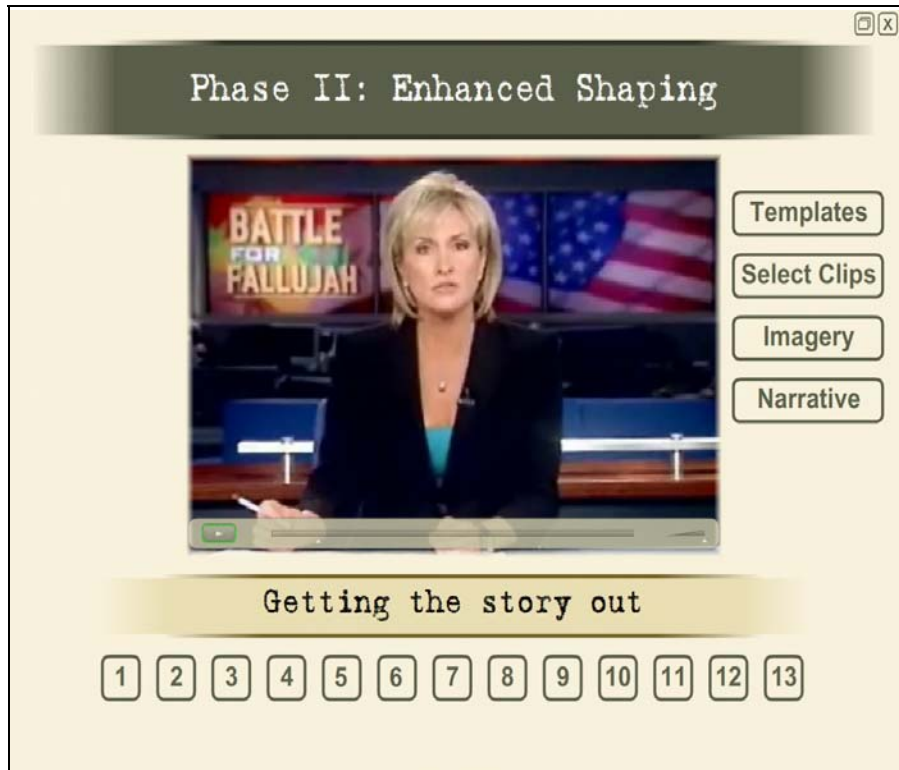 X
Phase II: Enhanced Shaping
BATTLE
FOR
FALLUJAH
Templates
Select Clips
Imagery
Narrative
Getting the story out
1 2 3 4 5 6 7 8 9 10 11 12 13